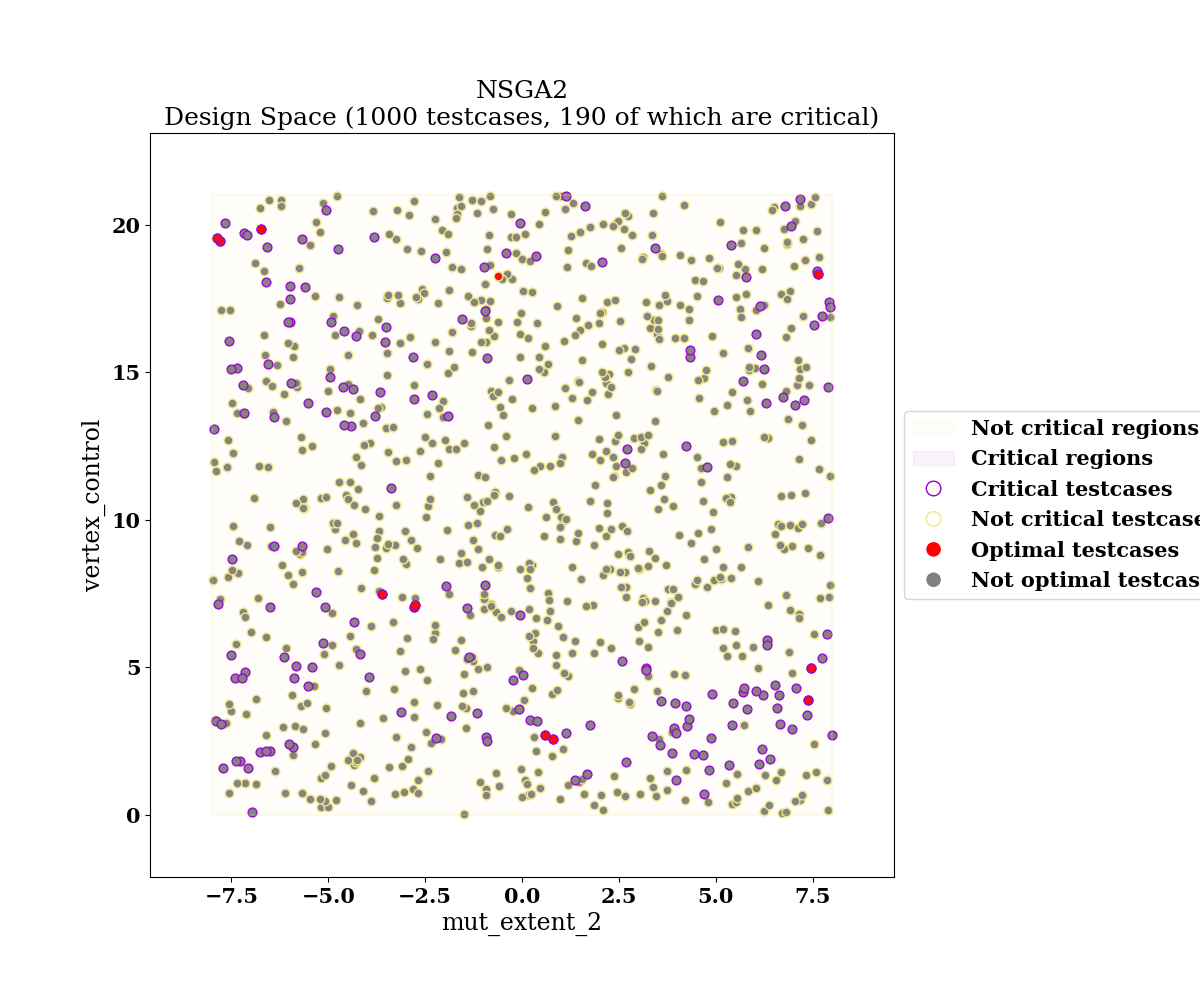 NSGA2
Design Space (1000 testcases, 190 of which are critical)
vertex_control
20
15
10
5
0
−7.5 −5.0 −2.5 0.0 2.5 5.0 7.5
mut_extent_2
Not critical regions
Critical regions
Critical testcases
Not critical testcase
Optimal testcases
Not optimal testcas